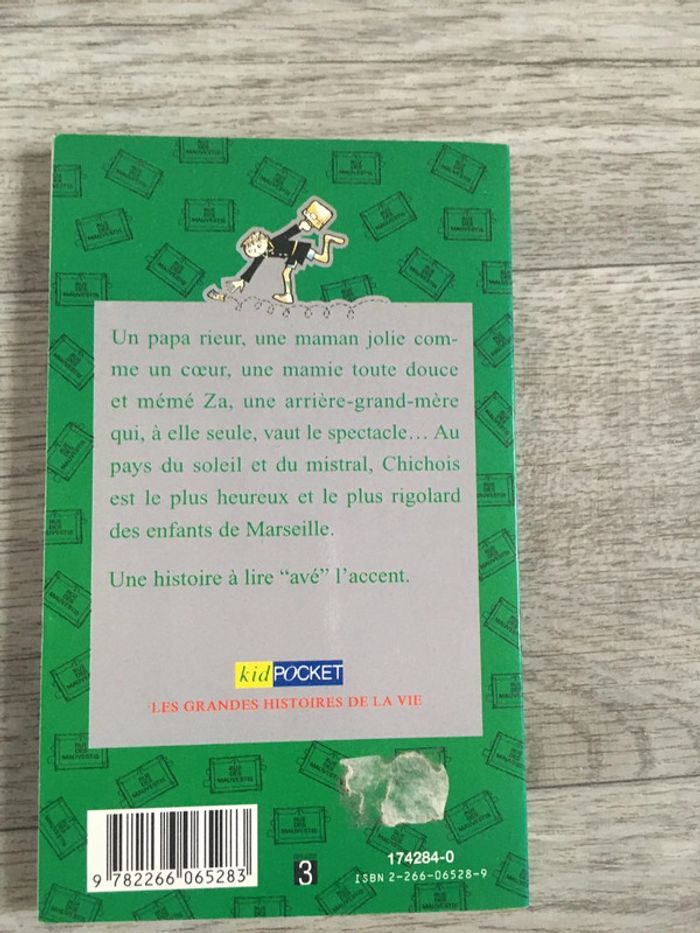 Un papa rieur, une maman jolie com-
me un cœur, une mamie toute douce
et mémé Za, une arrière-grand-mère
qui, à elle seule, vaut le spectacle… Au
pays du soleil et du mistral, Chichois
est le plus heureux et le plus rigolard
des enfants de Marseille.
Une histoire à lire “avé” l’accent.
kid POCKET
LES GRANDES HISTOIRES DE LA VIE
9 782266 065283
3
174284-0
ISBN 2-266-06528-9
RUE
DES
MAUVESTIS